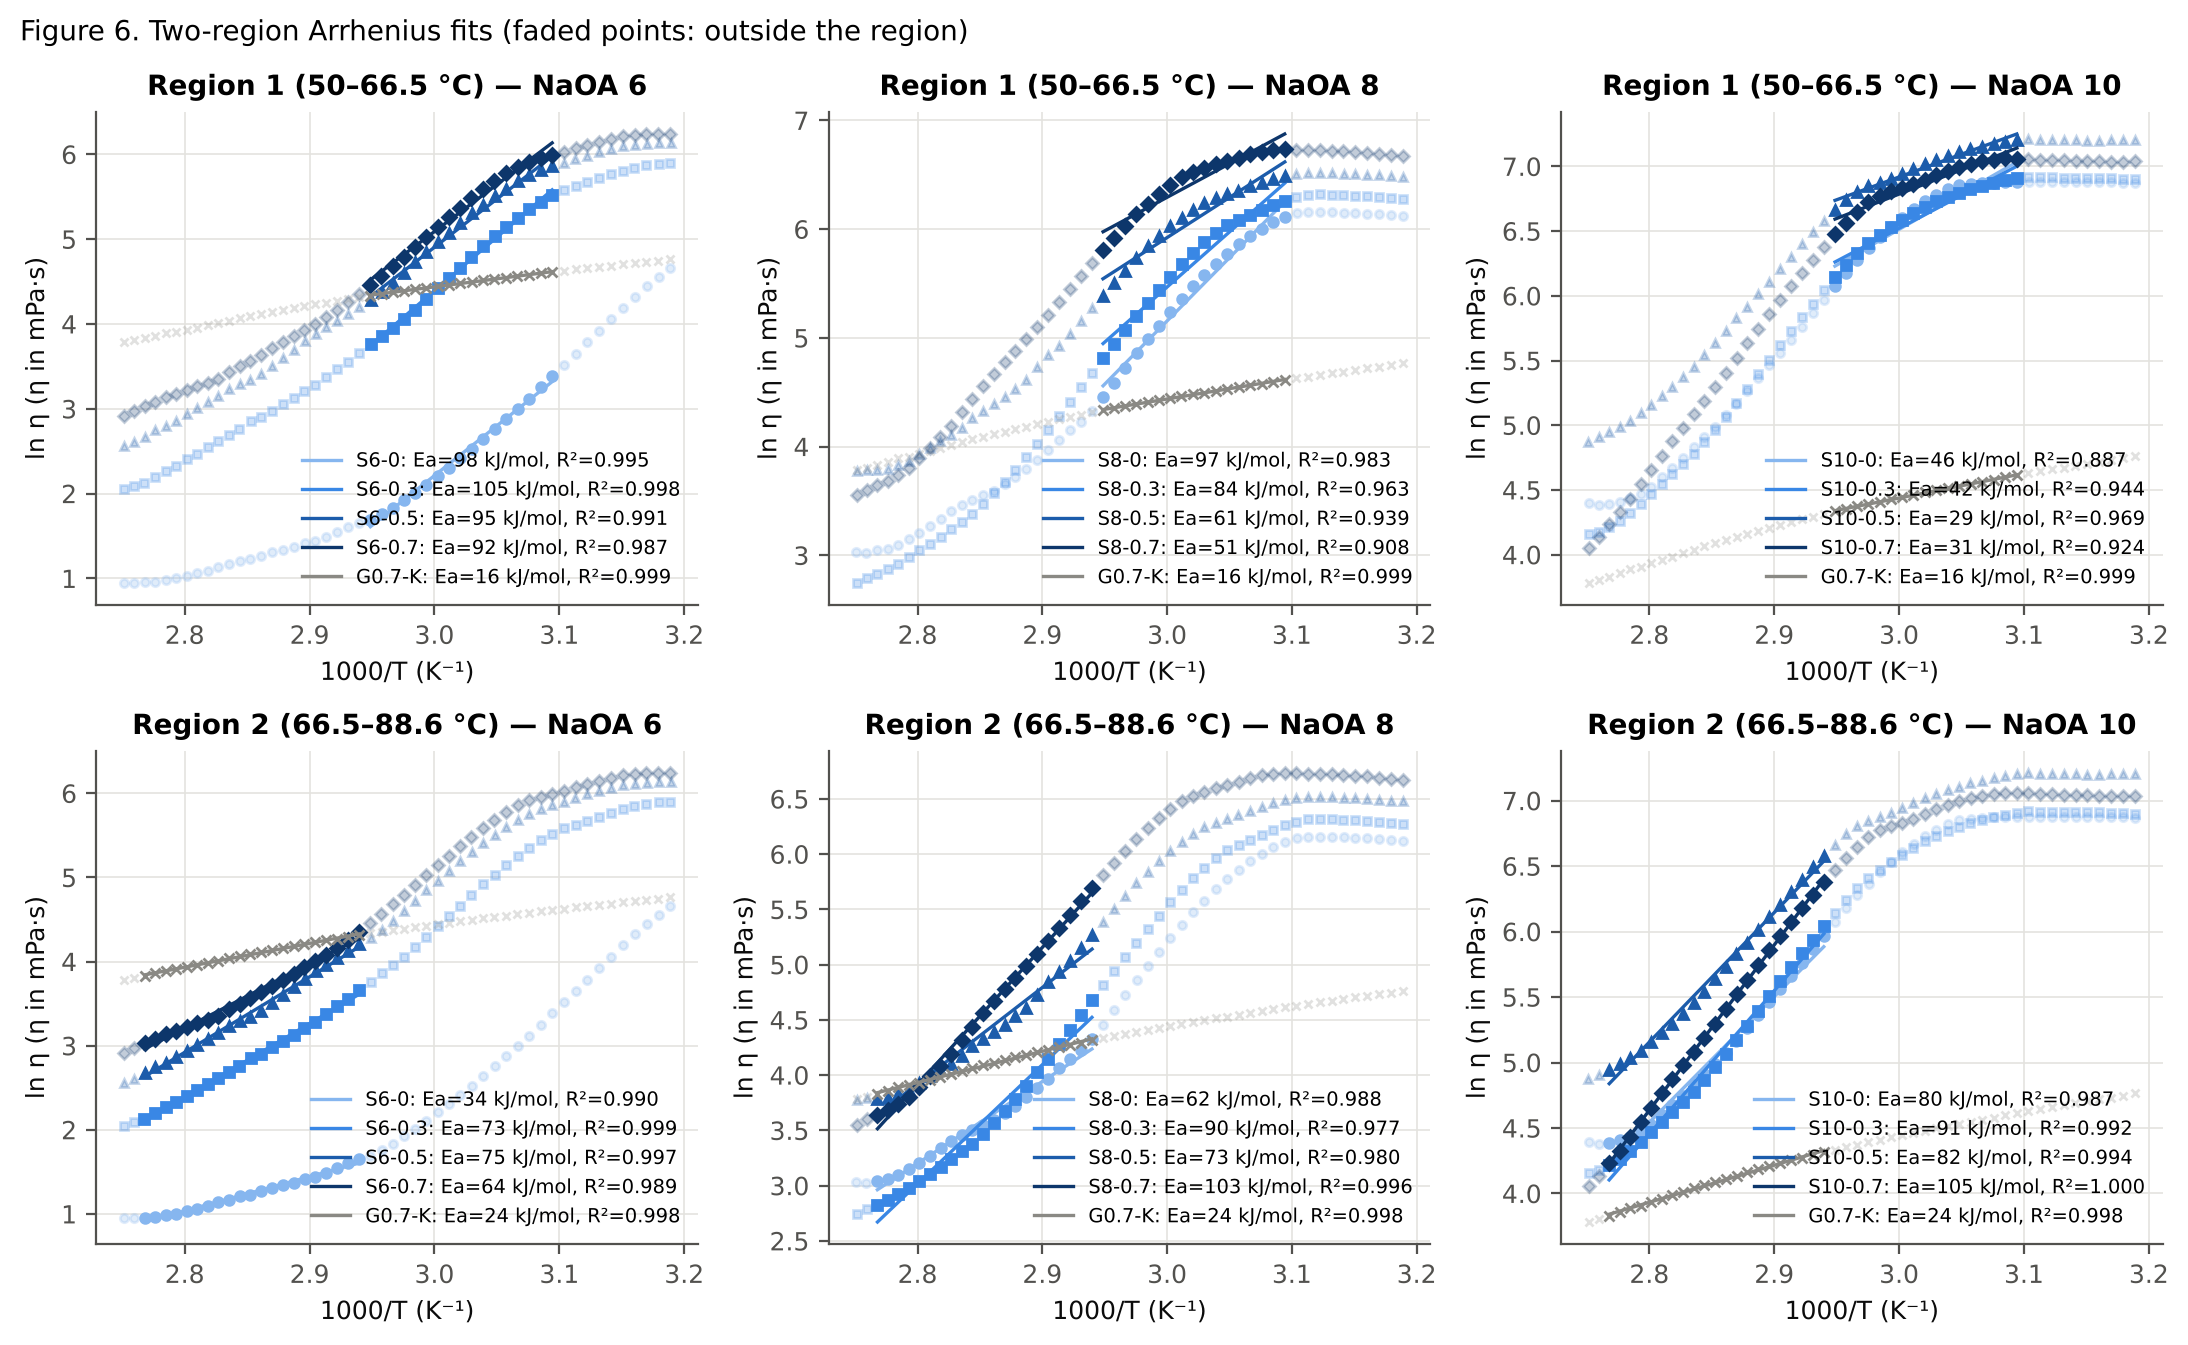 Figure 6. Two-region Arrhenius fits (faded points: outside the region)
Region 1 (50–66.5 °C) — NaOA 6
ln η (η in mPa·s)
6
5
4
3
2
1
S6-0: Ea=98 kJ/mol, R²=0.995
S6-0.3: Ea=105 kJ/mol, R²=0.998
S6-0.5: Ea=95 kJ/mol, R²=0.991
S6-0.7: Ea=92 kJ/mol, R²=0.987
G0.7-K: Ea=16 kJ/mol, R²=0.999
2.8 2.9 3.0 3.1 3.2
1000/T (K⁻¹)
Region 1 (50–66.5 °C) — NaOA 8
ln η (η in mPa·s)
7
6
5
4
3
S8-0: Ea=97 kJ/mol, R²=0.983
S8-0.3: Ea=84 kJ/mol, R²=0.963
S8-0.5: Ea=61 kJ/mol, R²=0.939
S8-0.7: Ea=51 kJ/mol, R²=0.908
G0.7-K: Ea=16 kJ/mol, R²=0.999
2.8 2.9 3.0 3.1 3.2
1000/T (K⁻¹)
Region 1 (50–66.5 °C) — NaOA 10
ln η (η in mPa·s)
7.0
6.5
6.0
5.5
5.0
4.5
4.0
S10-0: Ea=46 kJ/mol, R²=0.887
S10-0.3: Ea=42 kJ/mol, R²=0.944
S10-0.5: Ea=29 kJ/mol, R²=0.969
S10-0.7: Ea=31 kJ/mol, R²=0.924
G0.7-K: Ea=16 kJ/mol, R²=0.999
2.8 2.9 3.0 3.1 3.2
1000/T (K⁻¹)
Region 2 (66.5–88.6 °C) — NaOA 6
ln η (η in mPa·s)
6
5
4
3
2
1
S6-0: Ea=34 kJ/mol, R²=0.990
S6-0.3: Ea=73 kJ/mol, R²=0.999
S6-0.5: Ea=75 kJ/mol, R²=0.997
S6-0.7: Ea=64 kJ/mol, R²=0.989
G0.7-K: Ea=24 kJ/mol, R²=0.998
2.8 2.9 3.0 3.1 3.2
1000/T (K⁻¹)
Region 2 (66.5–88.6 °C) — NaOA 8
ln η (η in mPa·s)
6.5
6.0
5.5
5.0
4.5
4.0
3.5
3.0
2.5
S8-0: Ea=62 kJ/mol, R²=0.988
S8-0.3: Ea=90 kJ/mol, R²=0.977
S8-0.5: Ea=73 kJ/mol, R²=0.980
S8-0.7: Ea=103 kJ/mol, R²=0.996
G0.7-K: Ea=24 kJ/mol, R²=0.998
2.8 2.9 3.0 3.1 3.2
1000/T (K⁻¹)
Region 2 (66.5–88.6 °C) — NaOA 10
ln η (η in mPa·s)
7.0
6.5
6.0
5.5
5.0
4.5
4.0
S10-0: Ea=80 kJ/mol, R²=0.987
S10-0.3: Ea=91 kJ/mol, R²=0.992
S10-0.5: Ea=82 kJ/mol, R²=0.994
S10-0.7: Ea=105 kJ/mol, R²=1.000
G0.7-K: Ea=24 kJ/mol, R²=0.998
2.8 2.9 3.0 3.1 3.2
1000/T (K⁻¹)